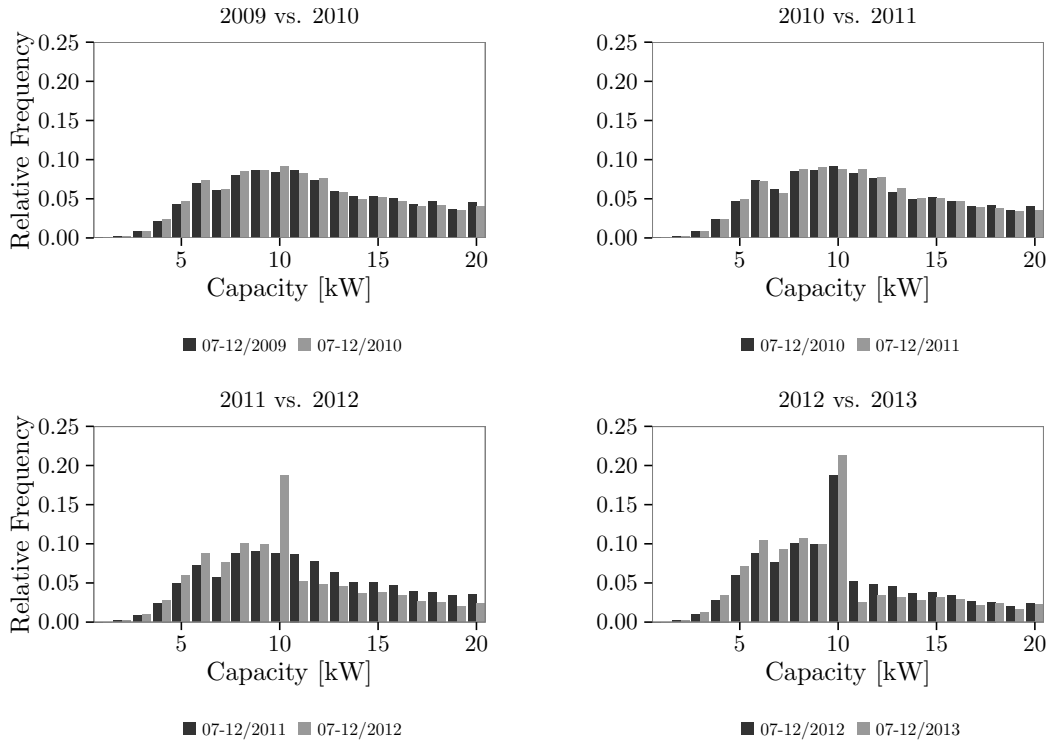 2009 vs. 2010
Relative Frequency
0.25
0.20
0.15
0.10
0.05
0.00
5 10 15 20
Capacity [kW]
07-12/2009 07-12/2010
2010 vs. 2011
0.25
0.20
0.15
0.10
0.05
0.00
5 10 15 20
Capacity [kW]
07-12/2010 07-12/2011
2011 vs. 2012
Relative Frequency
0.25
0.20
0.15
0.10
0.05
0.00
5 10 15 20
Capacity [kW]
07-12/2011 07-12/2012
2012 vs. 2013
0.25
0.20
0.15
0.10
0.05
0.00
5 10 15 20
Capacity [kW]
07-12/2012 07-12/2013